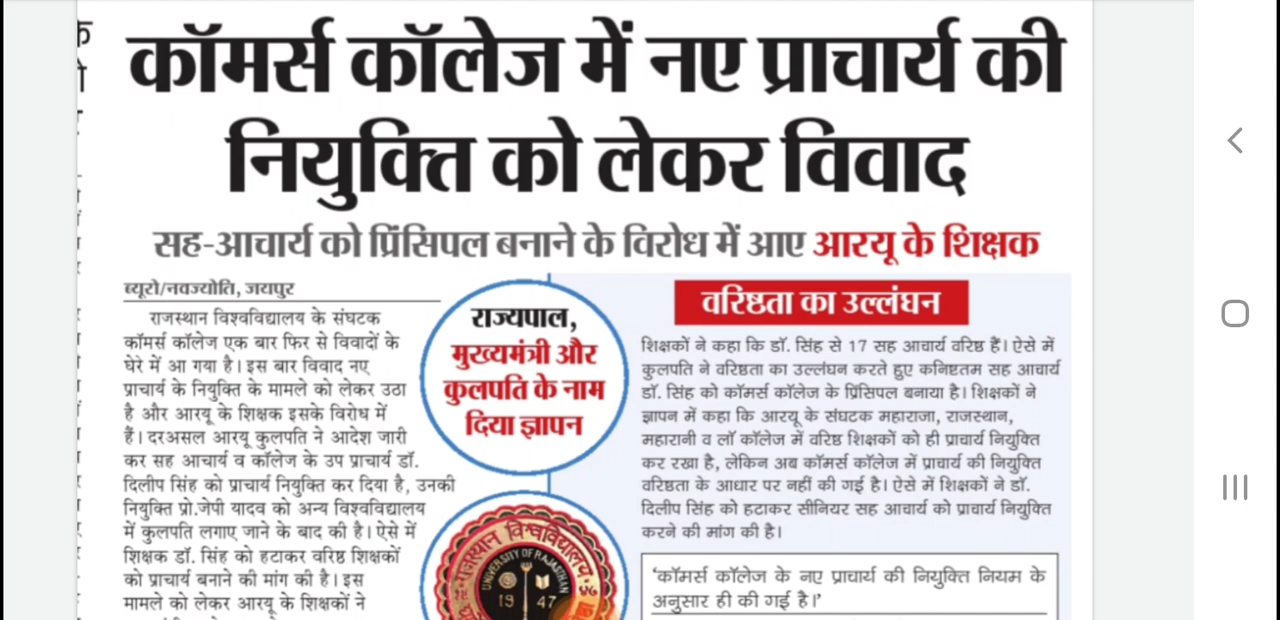 कॉमर्स कॉलेज में नए प्राचार्य की
नियुक्ति को लेकर विवाद
सह-आचार्य को प्रिंसिपल बनाने के विरोध में आए आरयू के शिक्षक
ब्यूरो/नवज्योति, जयपुर
राजस्थान विश्वविद्यालय के संघटक
कॉमर्स कॉलेज एक बार फिर से विवादों के
घेरे में आ गया है। इस बार विवाद नए
प्राचार्य के नियुक्ति के मामले को लेकर उठा
है और आरयू के शिक्षक इसके विरोध में
हैं। दरअसल आरयू कुलपति ने आदेश जारी
कर सह आचार्य व कॉलेज के उप प्राचार्य डॉ.
दिलीप सिंह को प्राचार्य नियुक्ति कर दिया है, उनकी
नियुक्ति प्रो.जेपी यादव को अन्य विश्वविद्यालय
में कुलपति लगाए जाने के बाद की है। ऐसे में
शिक्षक डॉ. सिंह को हटाकर वरिष्ठ शिक्षकों
को प्राचार्य बनाने की मांग की है। इस
मामले को लेकर आरयू के शिक्षकों ने
राज्यपाल,
मुख्यमंत्री और
कुलपति के नाम
दिया ज्ञापन
राजस्थान विश्वविद्यालय
UNIVERSITY OF RAJASTHAN
19 47
वरिष्ठता का उल्लंघन
शिक्षकों ने कहा कि डॉ. सिंह से 17 सह आचार्य वरिष्ठ हैं। ऐसे में
कुलपति ने वरिष्ठता का उल्लंघन करते हुए कनिष्ठतम सह आचार्य
डॉ. सिंह को कॉमर्स कॉलेज के प्रिंसिपल बनाया है। शिक्षकों ने
ज्ञापन में कहा कि आरयू के संघटक महाराजा, राजस्थान,
महारानी व लॉ कॉलेज में वरिष्ठ शिक्षकों को ही प्राचार्य नियुक्ति
कर रखा है, लेकिन अब कॉमर्स कॉलेज में प्राचार्य की नियुक्ति
वरिष्ठता के आधार पर नहीं की गई है। ऐसे में शिक्षकों ने डॉ.
दिलीप सिंह को हटाकर सीनियर सह आचार्य को प्राचार्य नियुक्ति
करने की मांग की है।
‘कॉमर्स कॉलेज के नए प्राचार्य की नियुक्ति नियम के
अनुसार ही की गई है।’